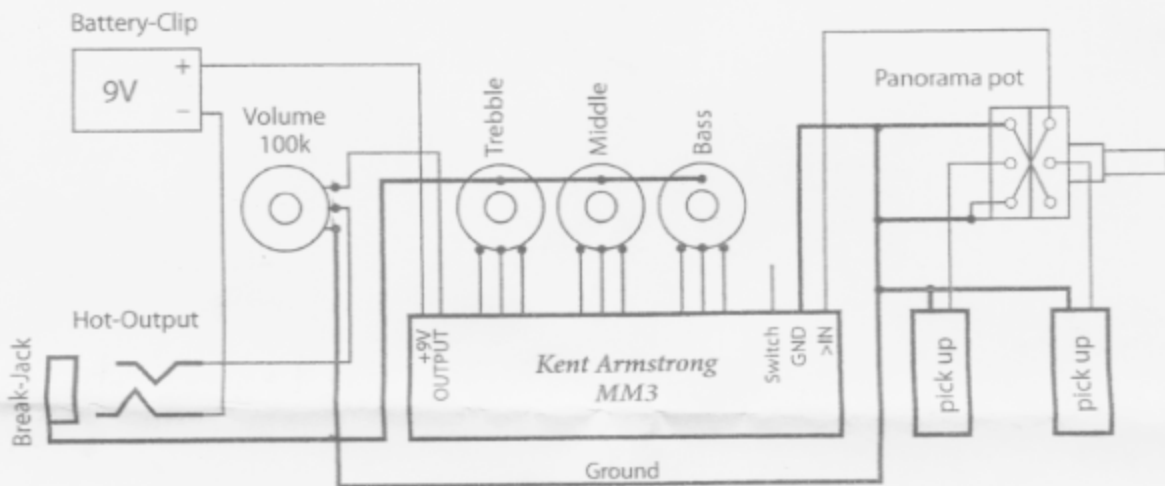 Battery-Clip
9V
+
−
Volume
100k
Trebble
Middle
Bass
Panorama pot
Hot-Output
Break-Jack
+9V
OUTPUT
Kent Armstrong
MM3
Switch
GND
>IN
pick up
pick up
Ground